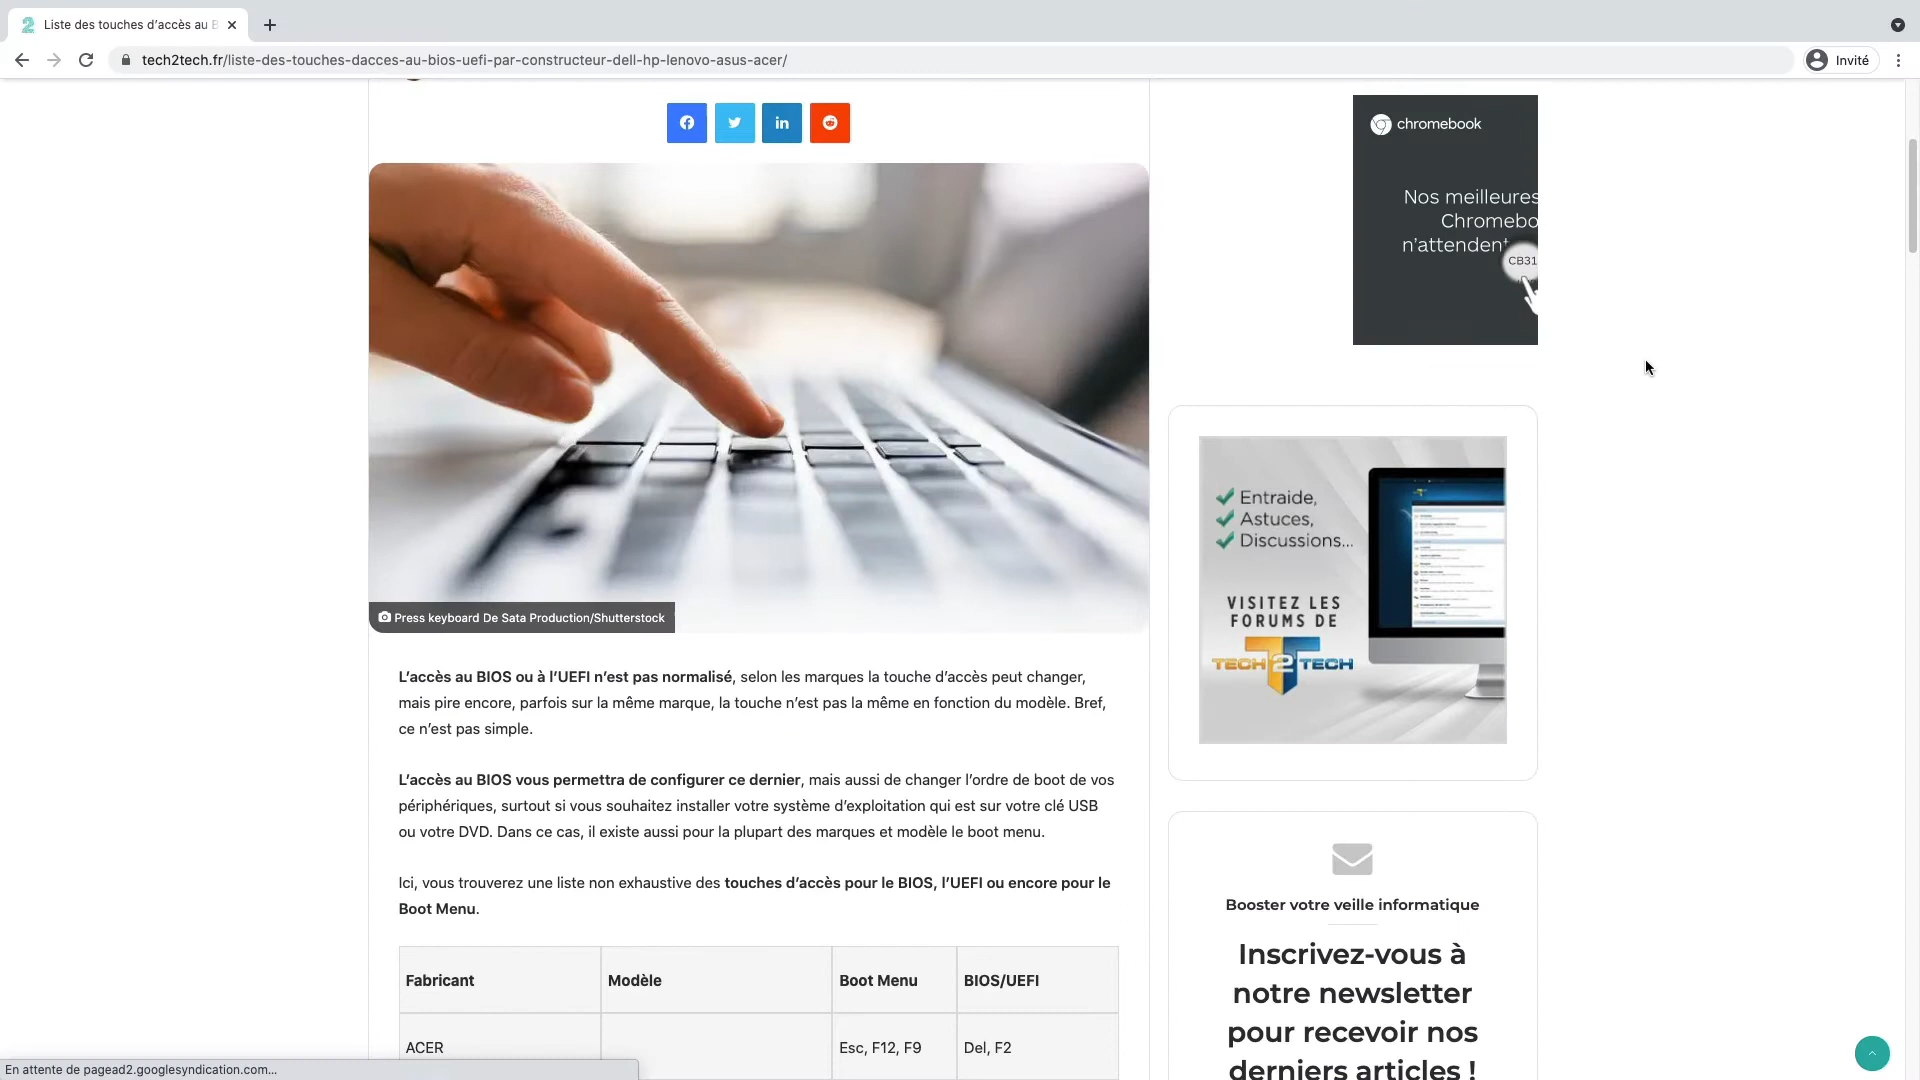 Liste des touches d'accès au B
tech2tech.fr/liste-des-touches-dacces-au-bios-uefi-par-constructeur-dell-hp-lenovo-asus-acer/
Invité
Press keyboard De Sata Production/Shutterstock
L'accès au BIOS ou à l'UEFI n'est pas normalisé, selon les marques la touche d'accès peut changer,
mais pire encore, parfois sur la même marque, la touche n'est pas la même en fonction du modèle. Bref,
ce n'est pas simple.
L'accès au BIOS vous permettra de configurer ce dernier, mais aussi de changer l'ordre de boot de vos
périphériques, surtout si vous souhaitez installer votre système d'exploitation qui est sur votre clé USB
ou votre DVD. Dans ce cas, il existe aussi pour la plupart des marques et modèle le boot menu.
Ici, vous trouverez une liste non exhaustive des touches d'accès pour le BIOS, l'UEFI ou encore pour le
Boot Menu.
Fabricant Modèle Boot Menu BIOS/UEFI
ACER Esc, F12, F9 Del, F2
chromebook
Nos meilleures
Chromebo
n'attendent
CB31
Entraide,
Astuces,
Discussions...
VISITEZ LES
FORUMS DE
TECH2TECH
Booster votre veille informatique
Inscrivez-vous à
notre newsletter
pour recevoir nos
derniers articles !
En attente de pagead2.googlesyndication.com...